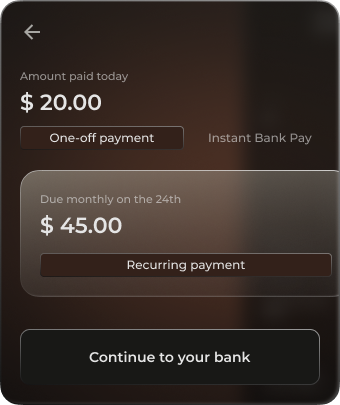 Amount paid today
$ 20.00
One-off payment
Instant Bank Pay
Due monthly on the 24th
$ 45.00
Recurring payment
Continue to your bank